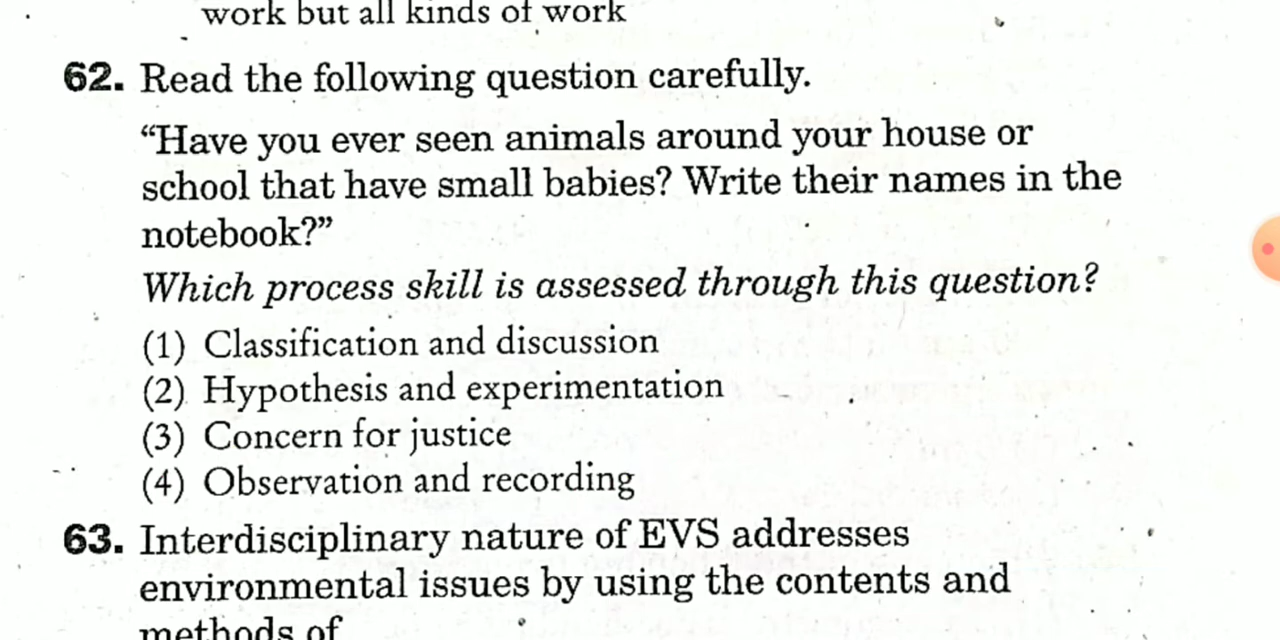 work but all kinds of work
62. Read the following question carefully.
“Have you ever seen animals around your house or
school that have small babies? Write their names in the
notebook?”
Which process skill is assessed through this question?
(1) Classification and discussion
(2) Hypothesis and experimentation
(3) Concern for justice
(4) Observation and recording
63. Interdisciplinary nature of EVS addresses
environmental issues by using the contents and
methods of